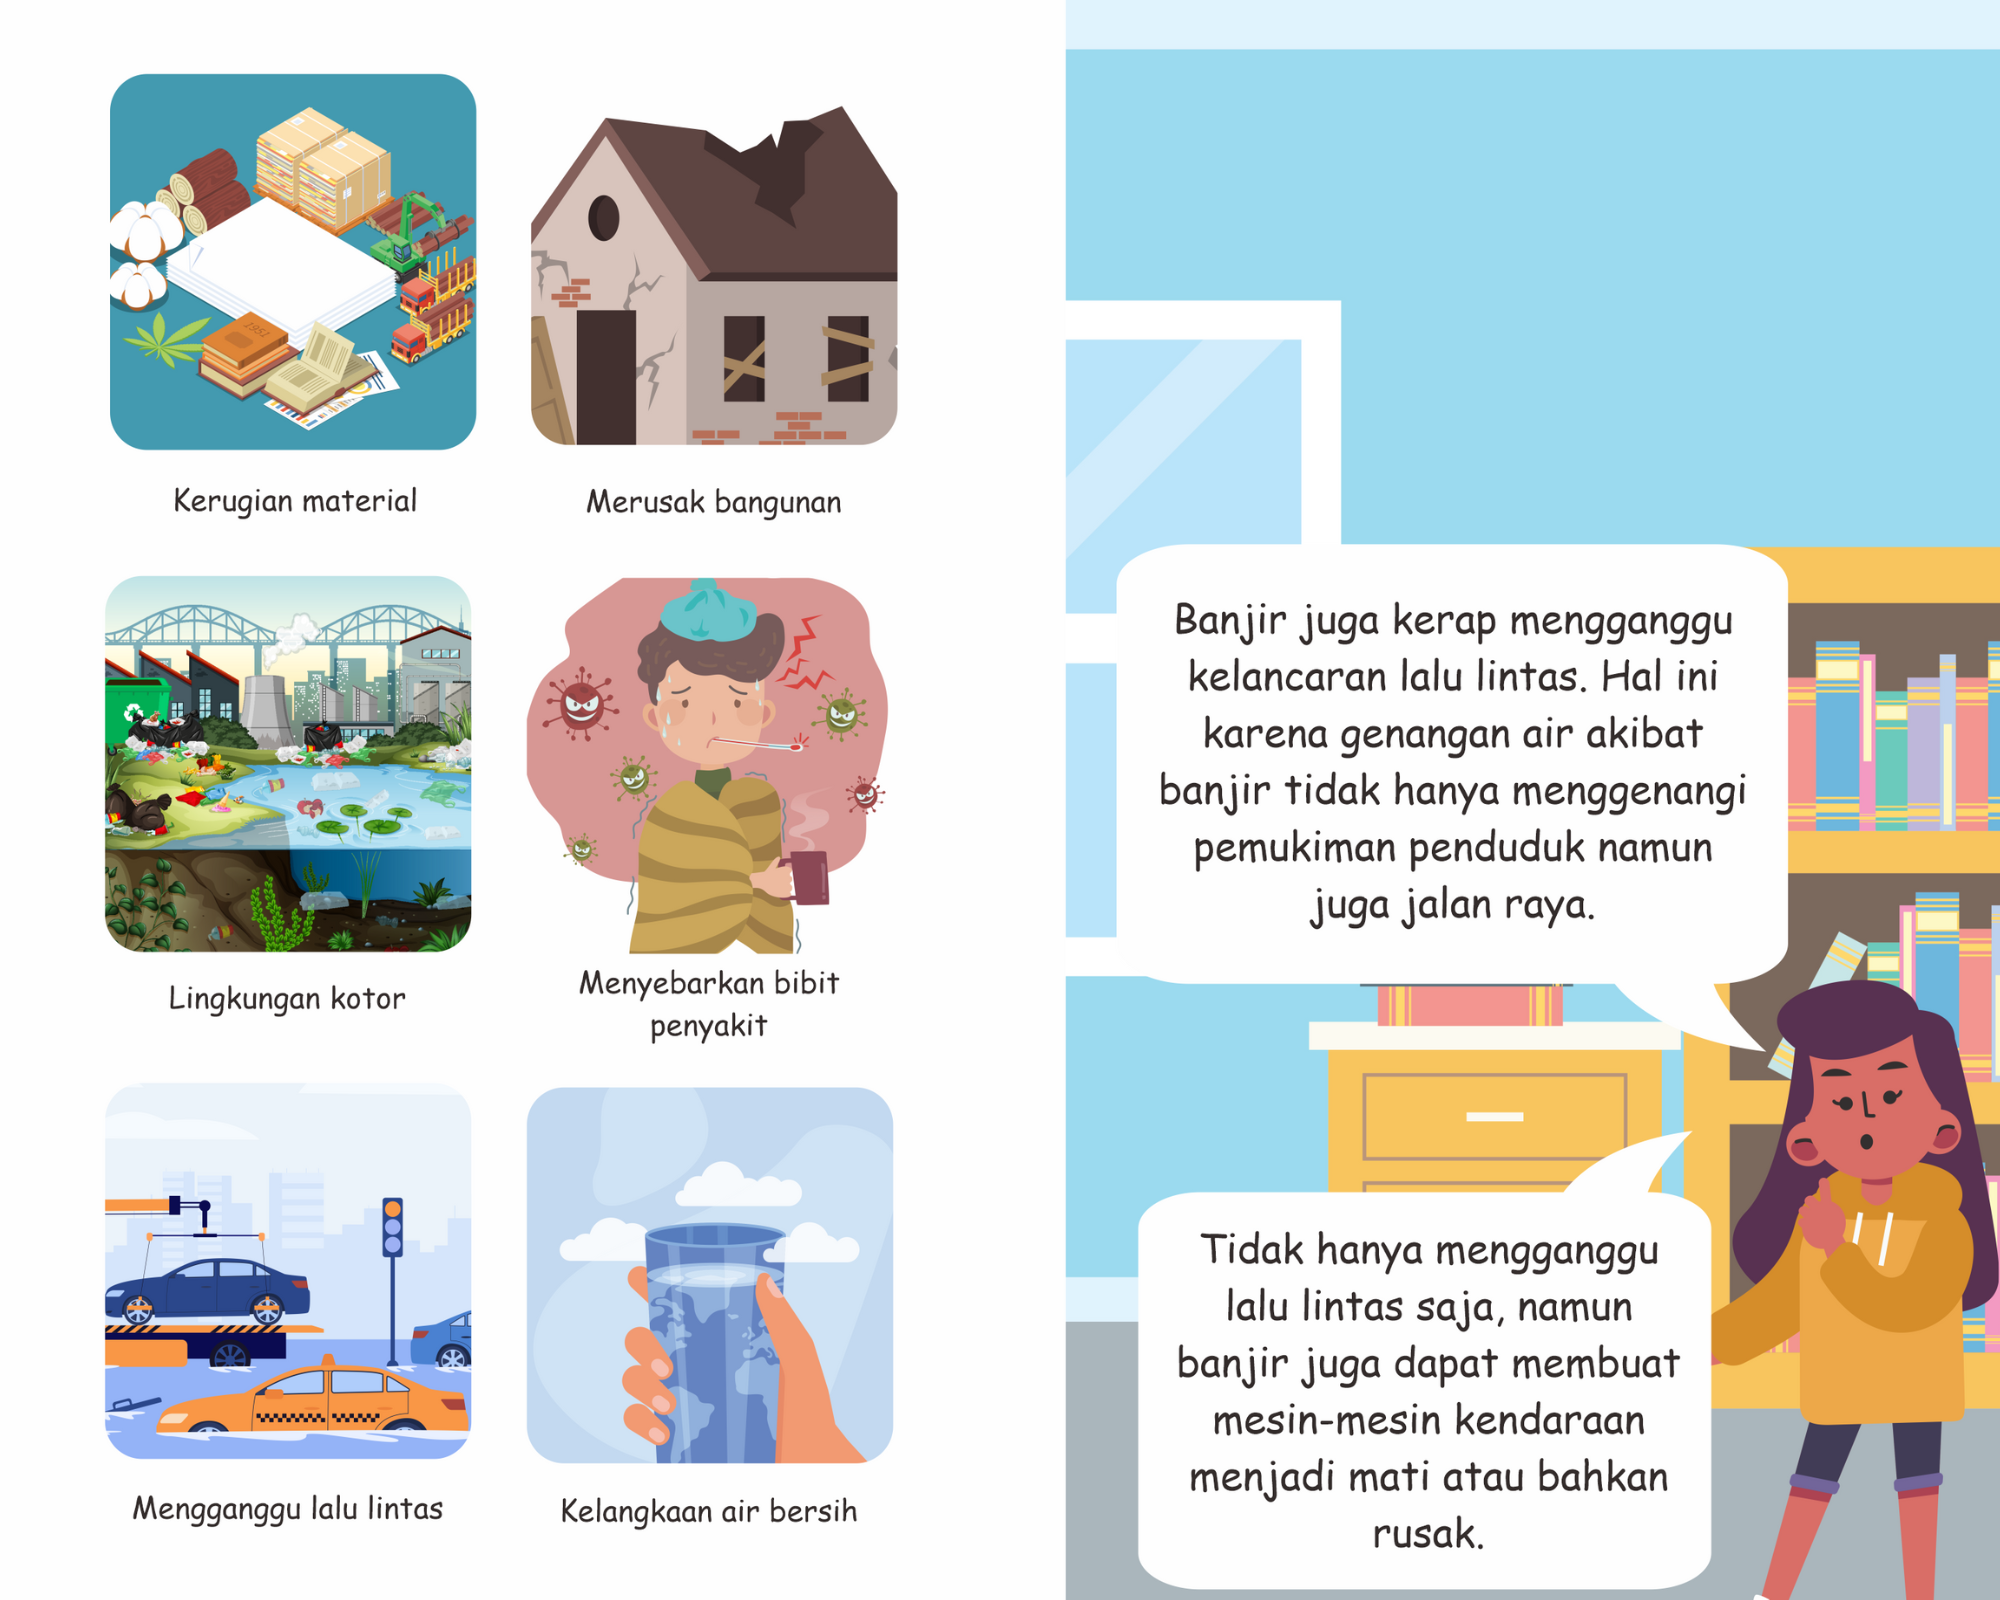 Kerugian material
Merusak bangunan
Lingkungan kotor
Menyebarkan bibit
penyakit
Mengganggu lalu lintas
Kelangkaan air bersih
Banjir juga kerap mengganggu
kelancaran lalu lintas. Hal ini
karena genangan air akibat
banjir tidak hanya menggenangi
pemukiman penduduk namun
juga jalan raya.
Tidak hanya mengganggu
lalu lintas saja, namun
banjir juga dapat membuat
mesin-mesin kendaraan
menjadi mati atau bahkan
rusak.
1951